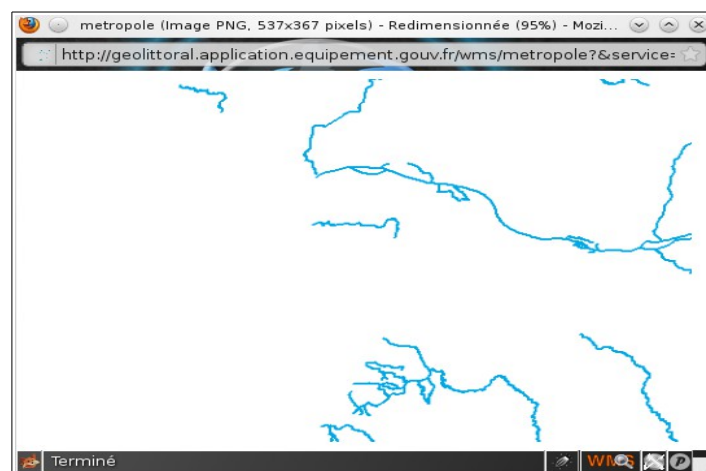 metropole (Image PNG, 537x367 pixels) - Redimensionnée (95%) - Mozi...
http://geolittoral.application.equipement.gouv.fr/wms/metropole?&service=
Terminé
WMS